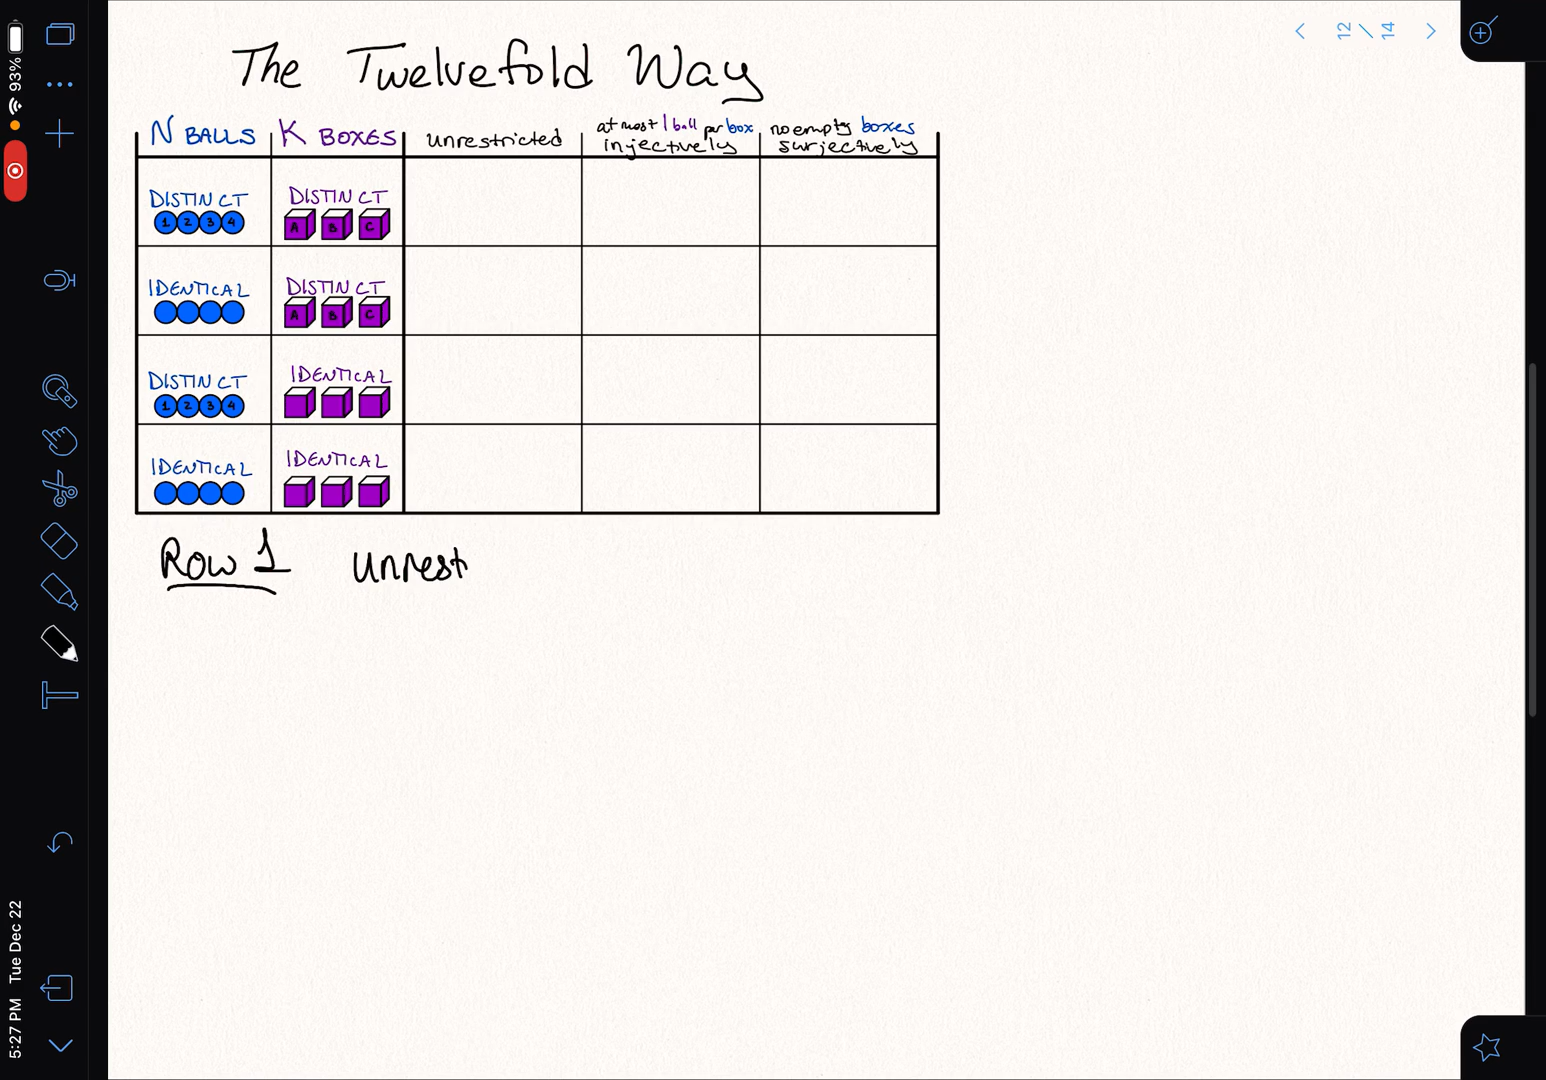 The Twelvefold Way
N BALLS K BOXES unrestricted at most 1 ball per box injectively no empty boxes surjectively
DISTINCT DISTINCT
1 2 3 4 A B C
IDENTICAL DISTINCT
A B C
DISTINCT IDENTICAL
1 2 3 4
IDENTICAL IDENTICAL
Row 1 unrest
12 / 14
93%
5:27 PM Tue Dec 22
T